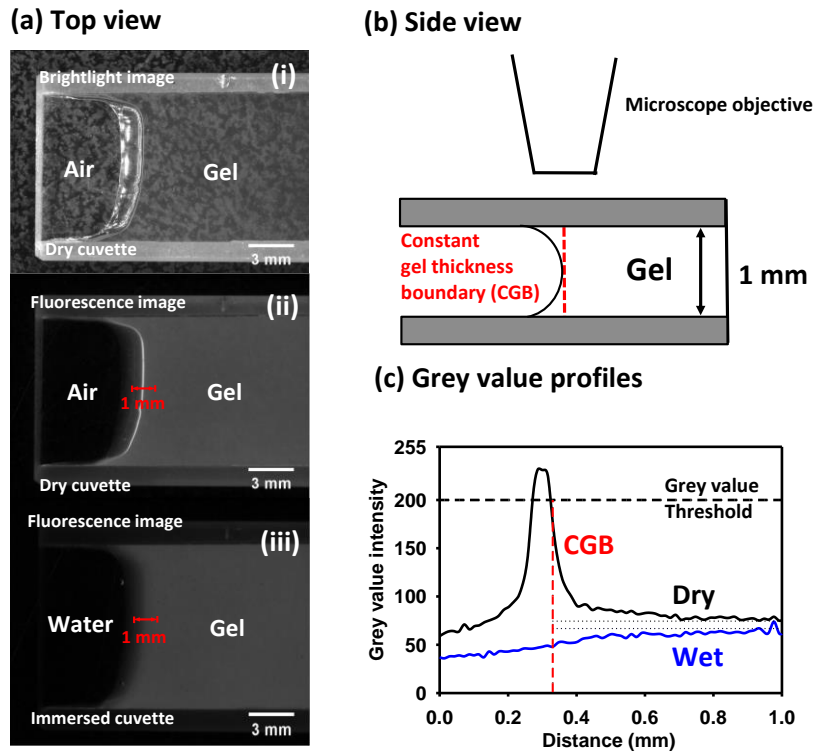 (a) Top view
Brightlight image
(i)
Air
Gel
Dry cuvette
3 mm
Fluorescence image
(ii)
Air
1 mm
Gel
Dry cuvette
3 mm
Fluorescence image
(iii)
Water
1 mm
Gel
Immersed cuvette
3 mm
(b) Side view
Microscope objective
Constant
gel thickness
boundary (CGB)
Gel
1 mm
(c) Grey value profiles
Grey value intensity
255
200
150
100
50
0
Grey value
Threshold
CGB
Dry
Wet
0.0 0.2 0.4 0.6 0.8 1.0
Distance (mm)